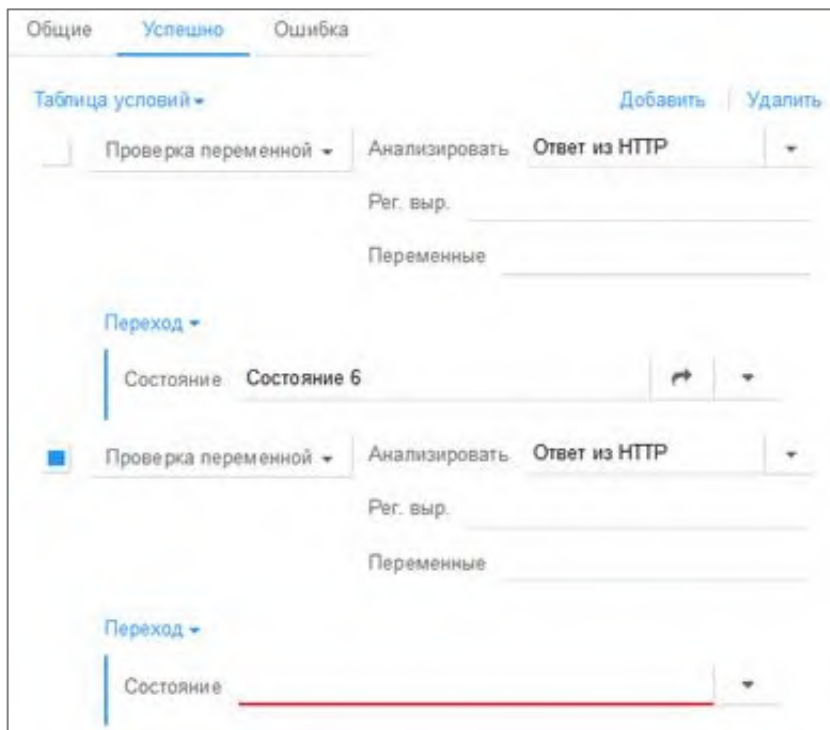 Общие Успешно Ошибка
Таблица условий Добавить Удалить
Проверка переменной Анализировать Ответ из HTTP
Рег. выр.
Переменные
Переход
Состояние Состояние 6
Проверка переменной Анализировать Ответ из HTTP
Рег. выр.
Переменные
Переход
Состояние